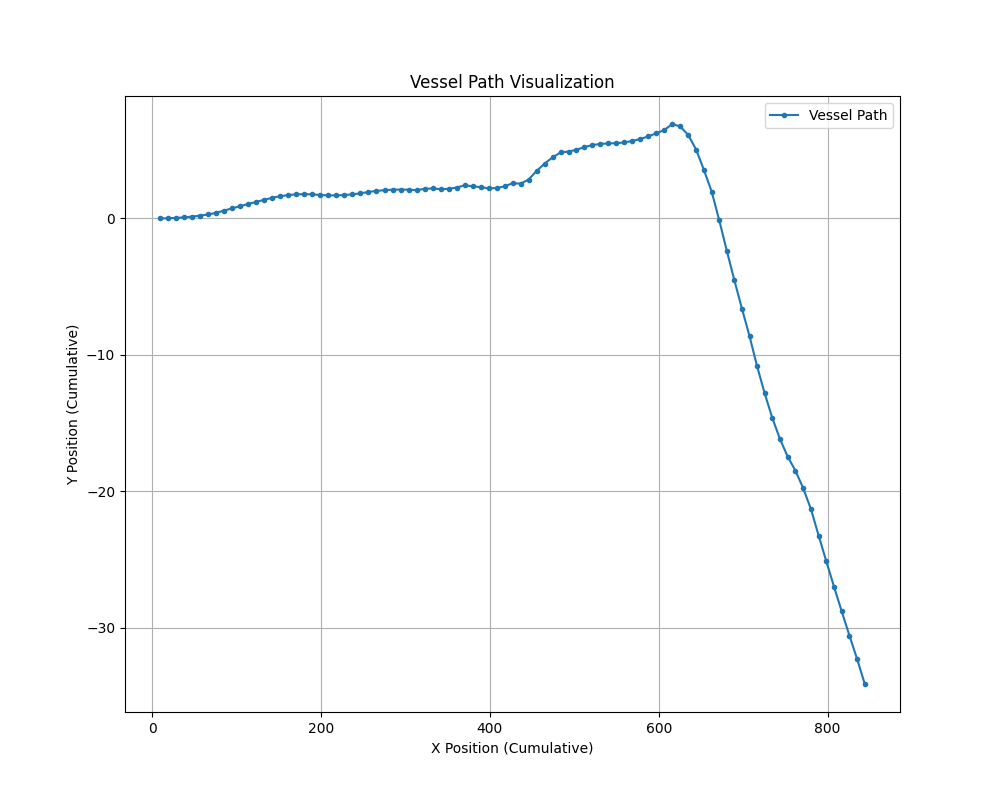 Vessel Path Visualization
Vessel Path
Y Position (Cumulative)
0
−10
−20
−30
0 200 400 600 800
X Position (Cumulative)